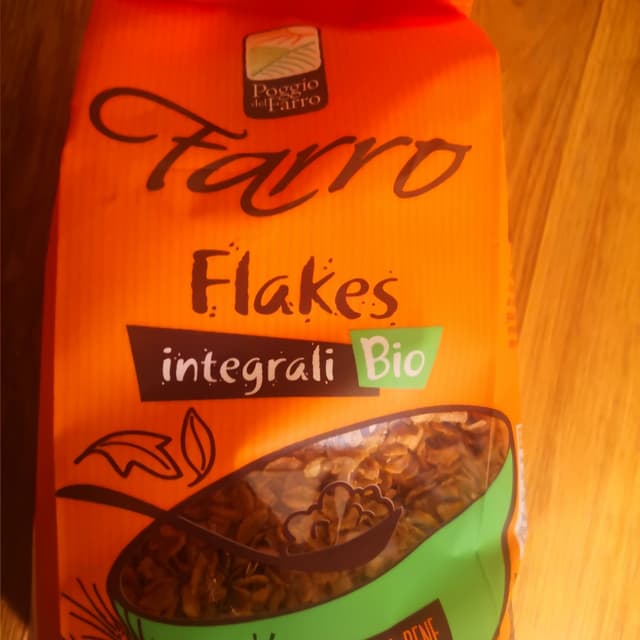 Poggio
del Farro
Farro
Flakes
integrali Bio